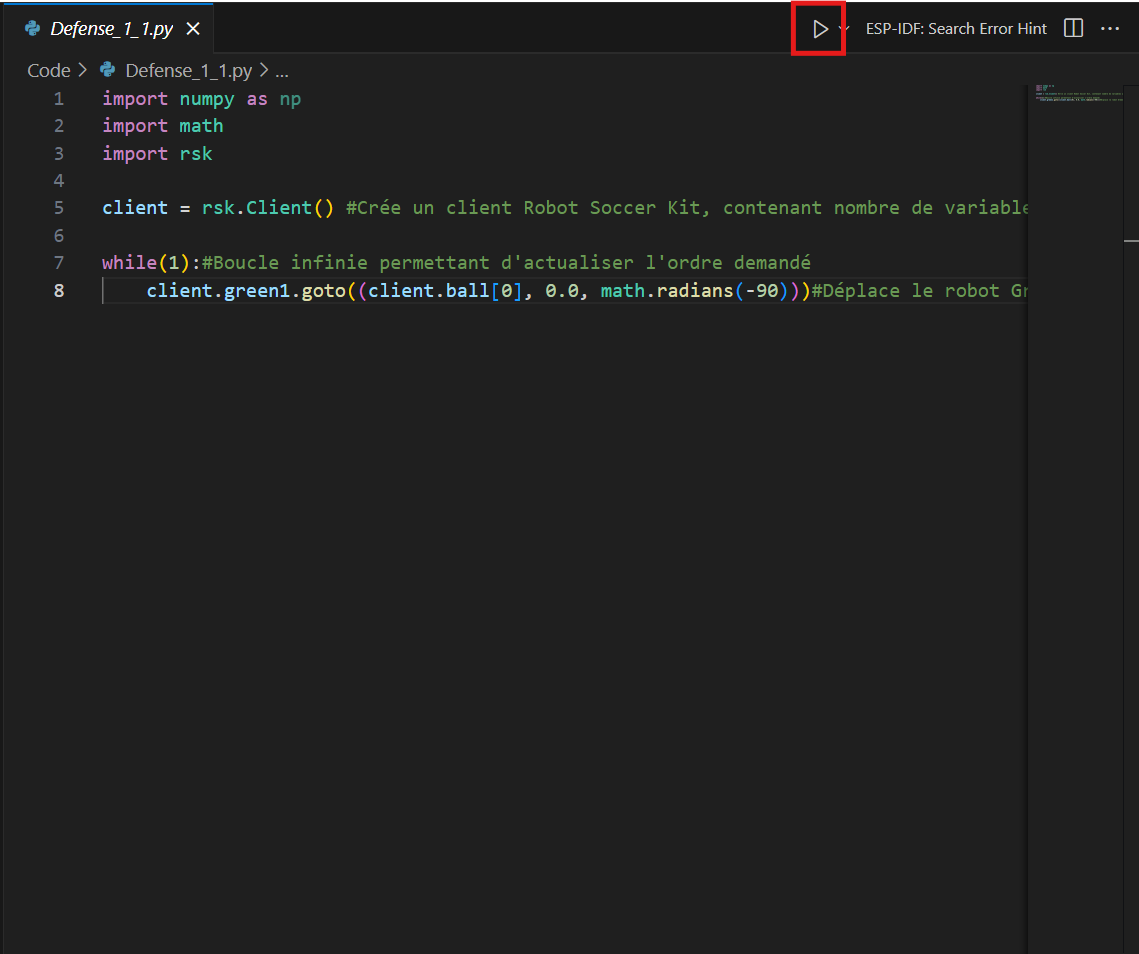 Defense_1_1.py
ESP-IDF: Search Error Hint
Code > Defense_1_1.py > ...
1 import numpy as np
2 import math
3 import rsk
4
5 client = rsk.Client() #Crée un client Robot Soccer Kit, contenant nombre de variable
6
7 while(1):#Boucle infinie permettant d'actualiser l'ordre demandé
8 client.green1.goto((client.ball[0], 0.0, math.radians(-90)))#Déplace le robot Gr